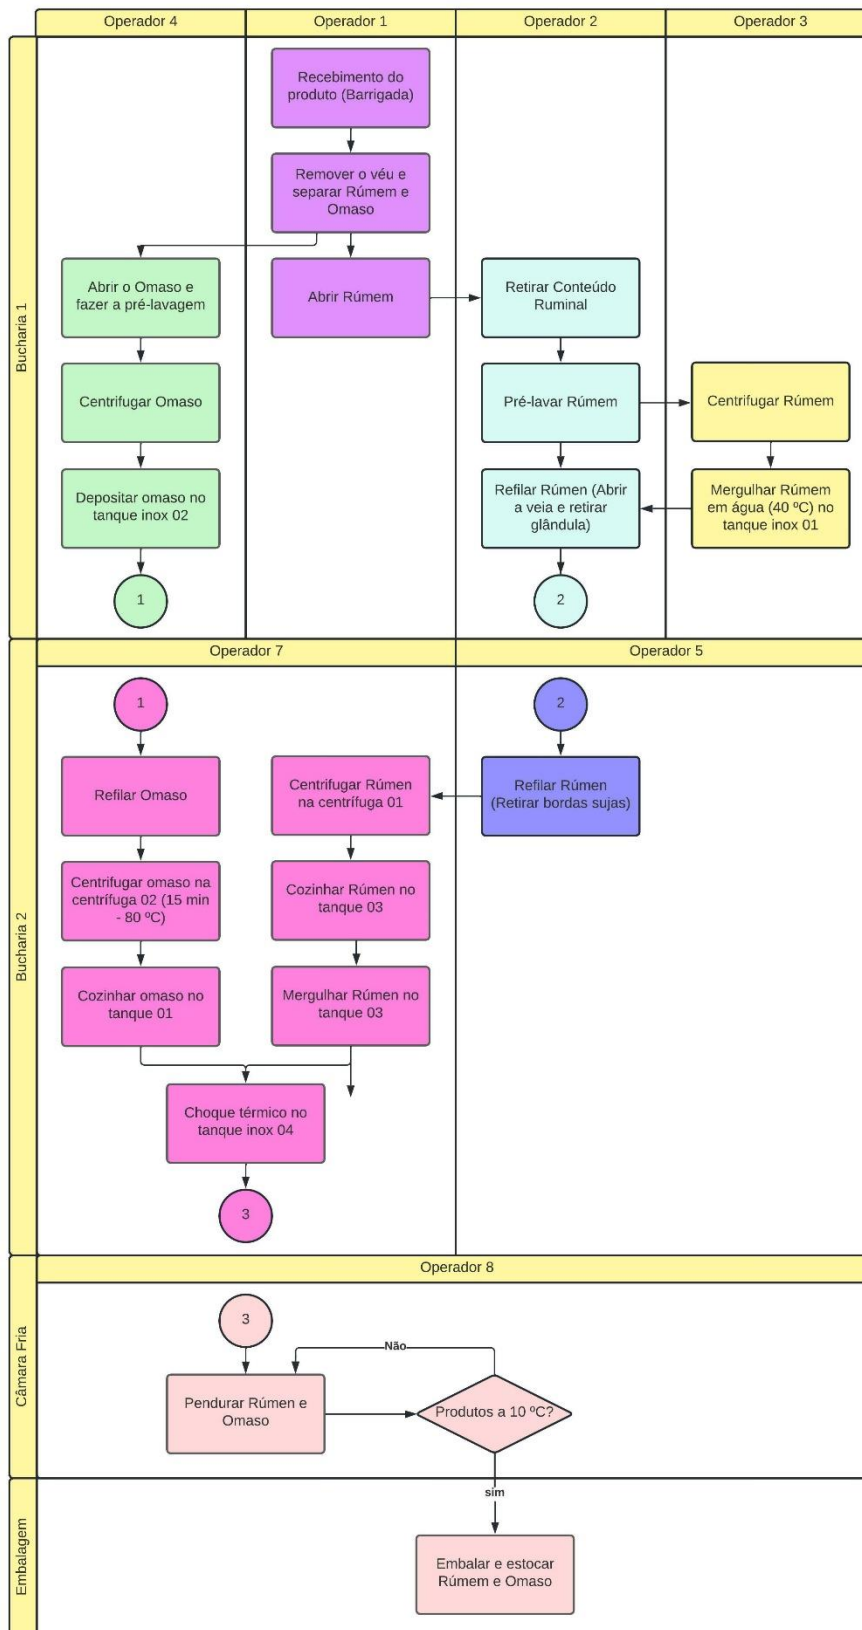 Operador 4
Operador 1
Operador 2
Operador 3
Bucharia 1
Recebimento do
produto (Barrigada)
Remover o véu e
separar Rúmem e
Omaso
Abrir o Omaso e
fazer a pré-lavagem
Abrir Rúmem
Retirar Conteúdo
Ruminal
Centrifugar Omaso
Pré-lavar Rúmem
Centrifugar Rúmem
Depositar omaso no
tanque inox 02
Refilar Rúmen (Abrir
a veia e retirar
glândula)
Mergulhar Rúmem
em água (40 ºC) no
tanque inox 01
1
2
Operador 7
Operador 5
Bucharia 2
1
2
Refilar Omaso
Centrifugar Rúmen
na centrífuga 01
Refilar Rúmen
(Retirar bordas sujas)
Centrifugar omaso na
centrífuga 02 (15 min
- 80 ºC)
Cozinhar Rúmen no
tanque 03
Cozinhar omaso no
tanque 01
Mergulhar Rúmen no
tanque 03
Choque térmico no
tanque inox 04
3
Operador 8
Câmara Fria
3
Não
Pendurar Rúmen e
Omaso
Produtos a 10 ºC?
sim
Embalagem
Embalar e estocar
Rúmem e Omaso